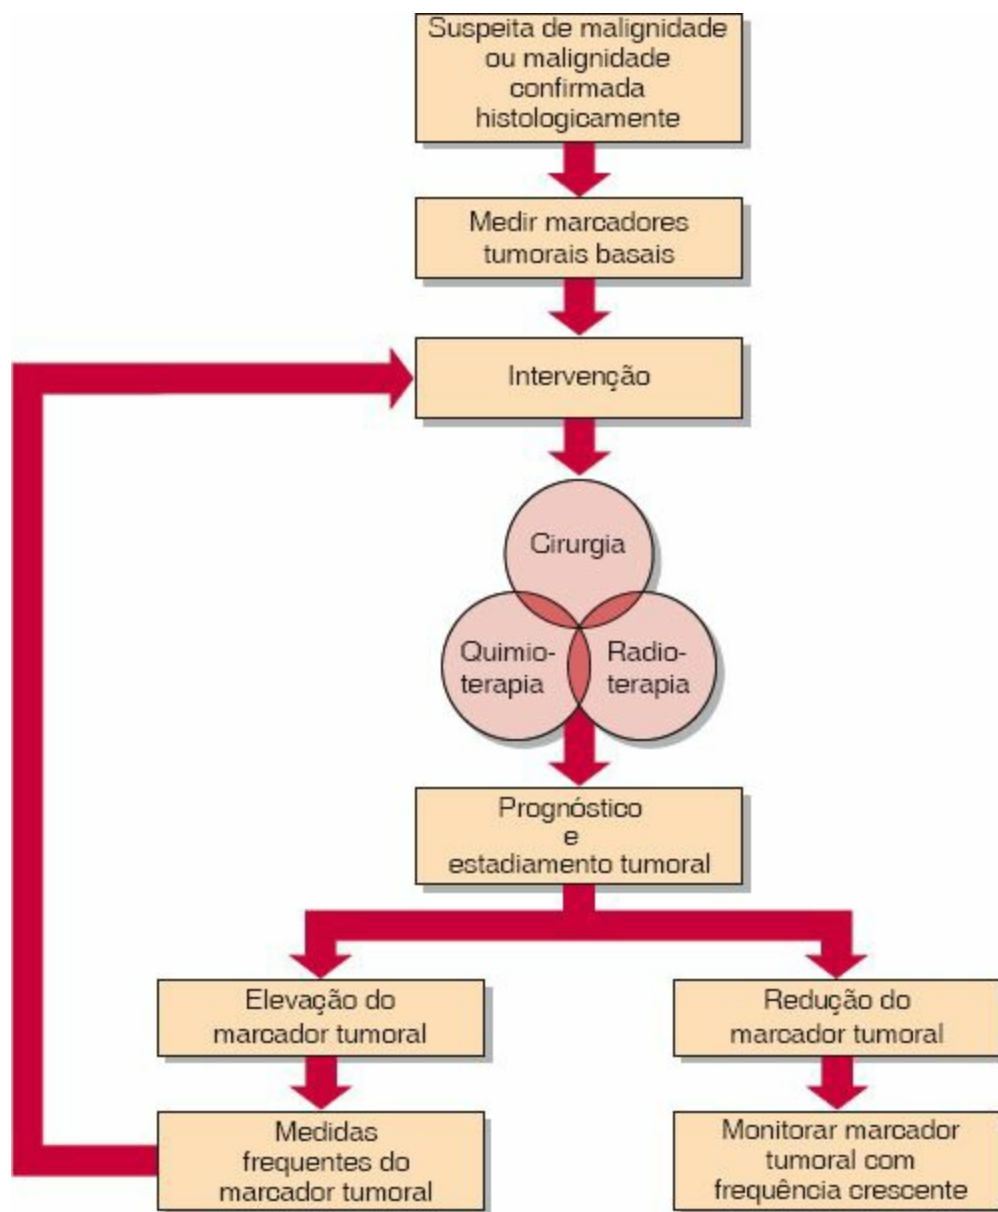 Suspeita de malignidade
ou malignidade
confirmada
histologicamente
Medir marcadores
tumorais basais
Intervenção
Cirurgia
Quimio-
terapia
Radio-
terapia
Prognóstico
e
estadiamento tumoral
Elevação do
marcador tumoral
Redução do
marcador tumoral
Medidas
frequentes do
marcador tumoral
Monitorar marcador
tumoral com
frequência crescente